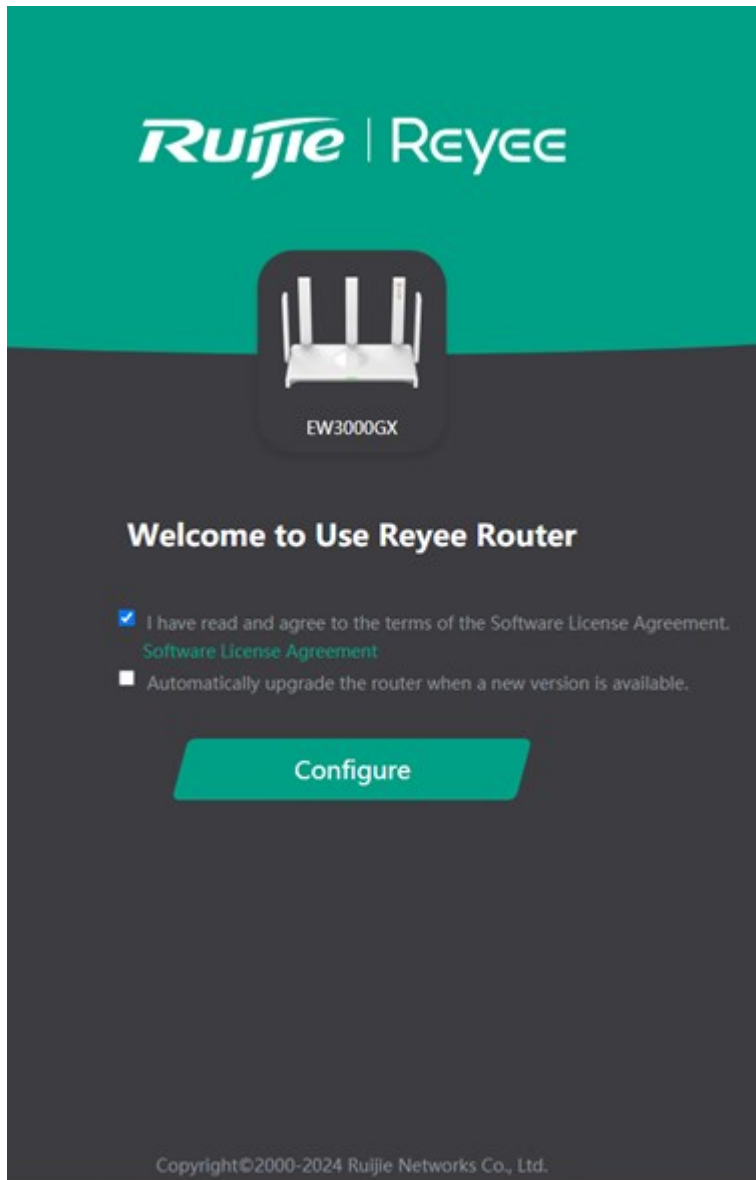 Ruijie | Reyee
EW3000GX
Welcome to Use Reyee Router
I have read and agree to the terms of the Software License Agreement.
Software License Agreement
Automatically upgrade the router when a new version is available.
Configure
Copyright©2000-2024 Ruijie Networks Co., Ltd.